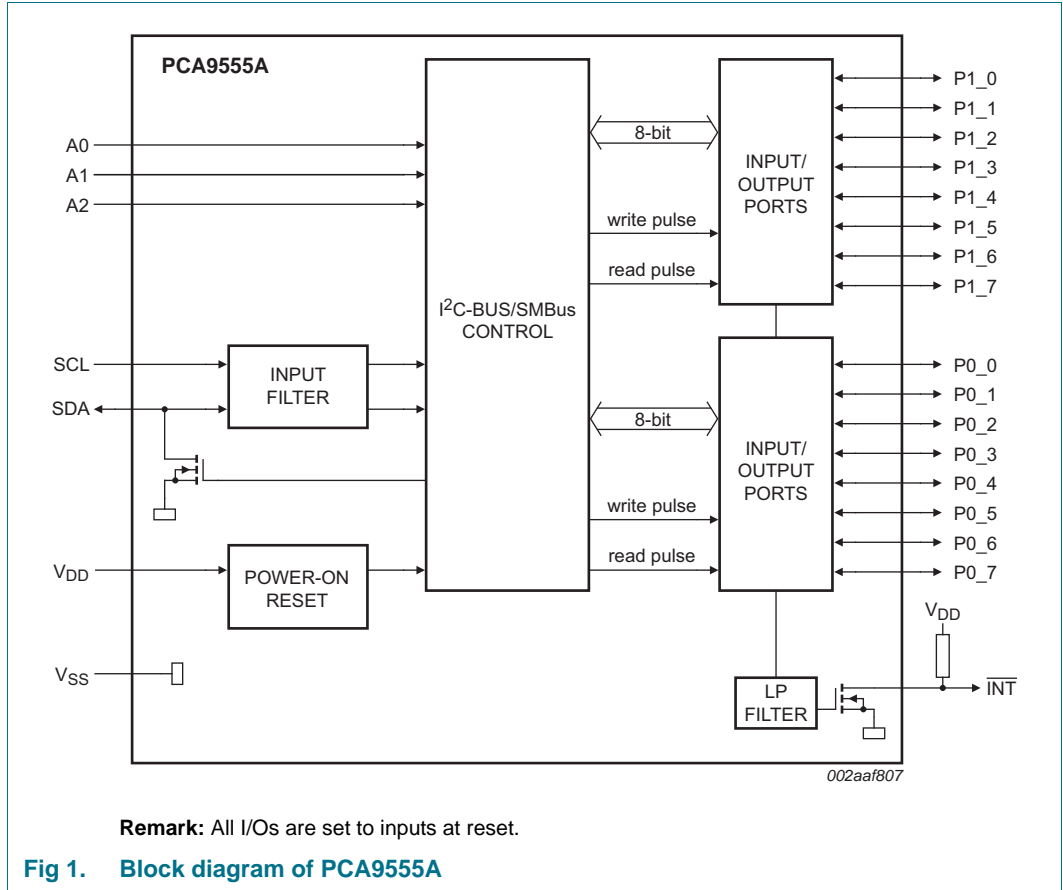 PCA9555A
A0
A1
A2
SCL
SDA
VDD
VSS
INPUT
FILTER
POWER-ON
RESET
I2C-BUS/SMBus
CONTROL
8-bit
write pulse
read pulse
INPUT/
OUTPUT
PORTS
P1_0
P1_1
P1_2
P1_3
P1_4
P1_5
P1_6
P1_7
8-bit
write pulse
read pulse
INPUT/
OUTPUT
PORTS
P0_0
P0_1
P0_2
P0_3
P0_4
P0_5
P0_6
P0_7
VDD
LP
FILTER
INT
002aaf807
Remark: All I/Os are set to inputs at reset.
Fig 1. Block diagram of PCA9555A